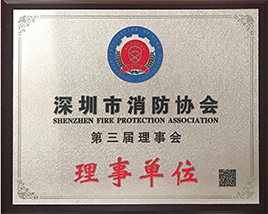 深圳市消防协会
SHENZHEN FIRE PROTECTION ASSOCIATION
第三届理事会
理事单位